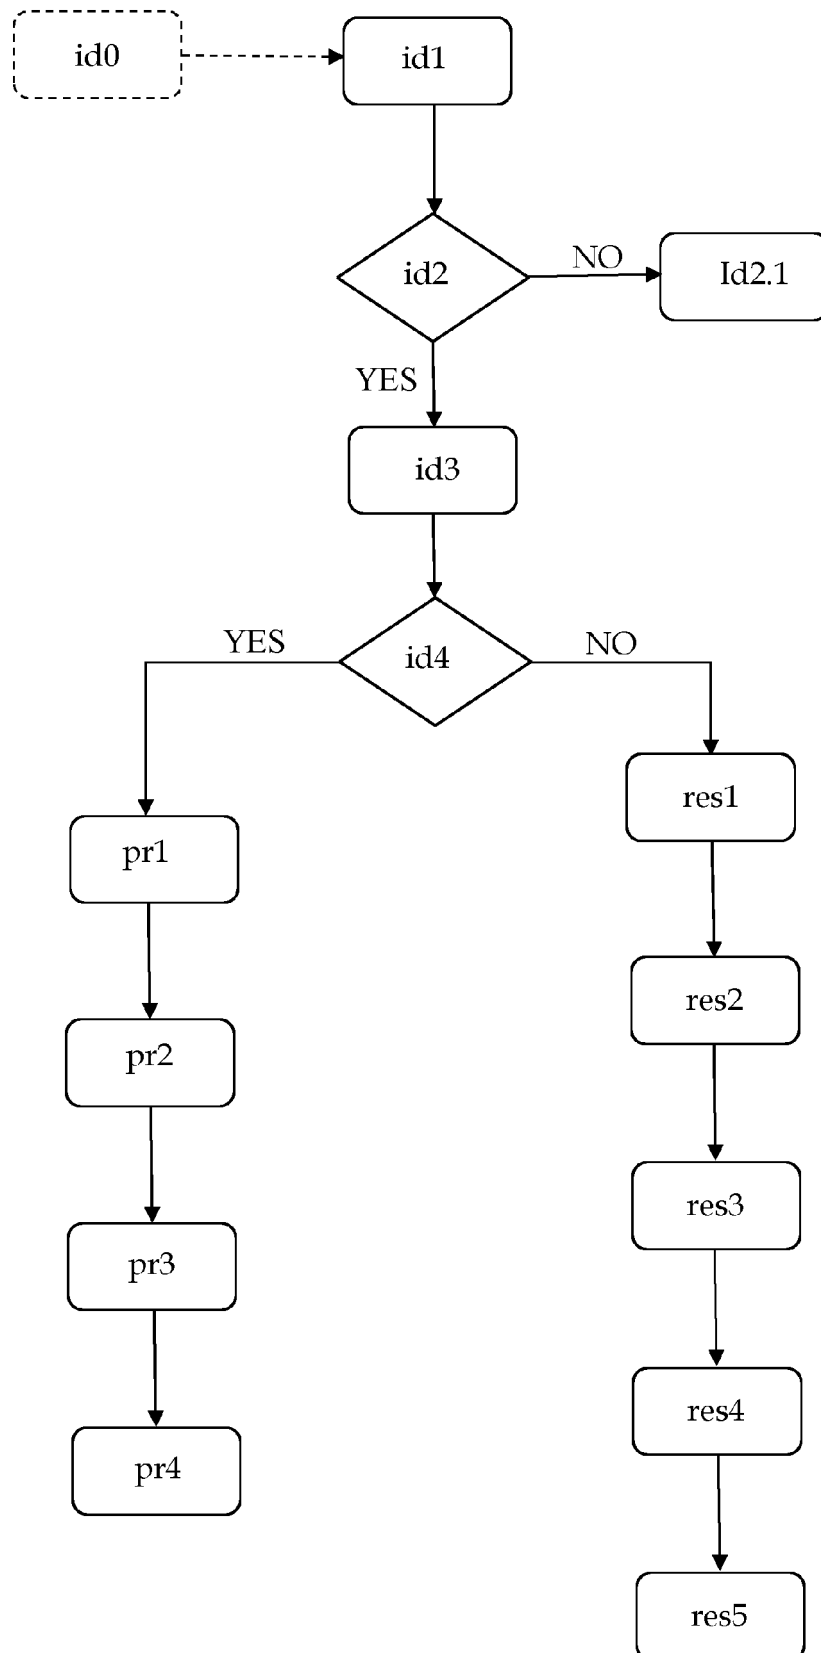 id0
id1
id2
NO
Id2.1
YES
id3
YES
id4
NO
res1
pr1
res2
pr2
res3
pr3
res4
pr4
res5